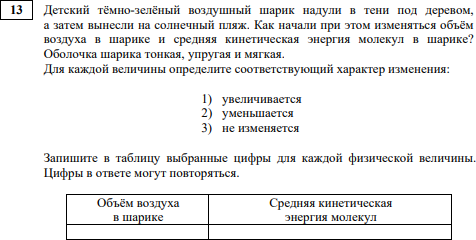 13 Детский тёмно-зелёный воздушный шарик надули в тени под деревом,
а затем вынесли на солнечный пляж. Как начали при этом изменяться объём
воздуха в шарике и средняя кинетическая энергия молекул в шарике?
Оболочка шарика тонкая, упругая и мягкая.
Для каждой величины определите соответствующий характер изменения:
1) увеличивается
2) уменьшается
3) не изменяется
Запишите в таблицу выбранные цифры для каждой физической величины.
Цифры в ответе могут повторяться.
Объём воздуха
в шарике
Средняя кинетическая
энергия молекул